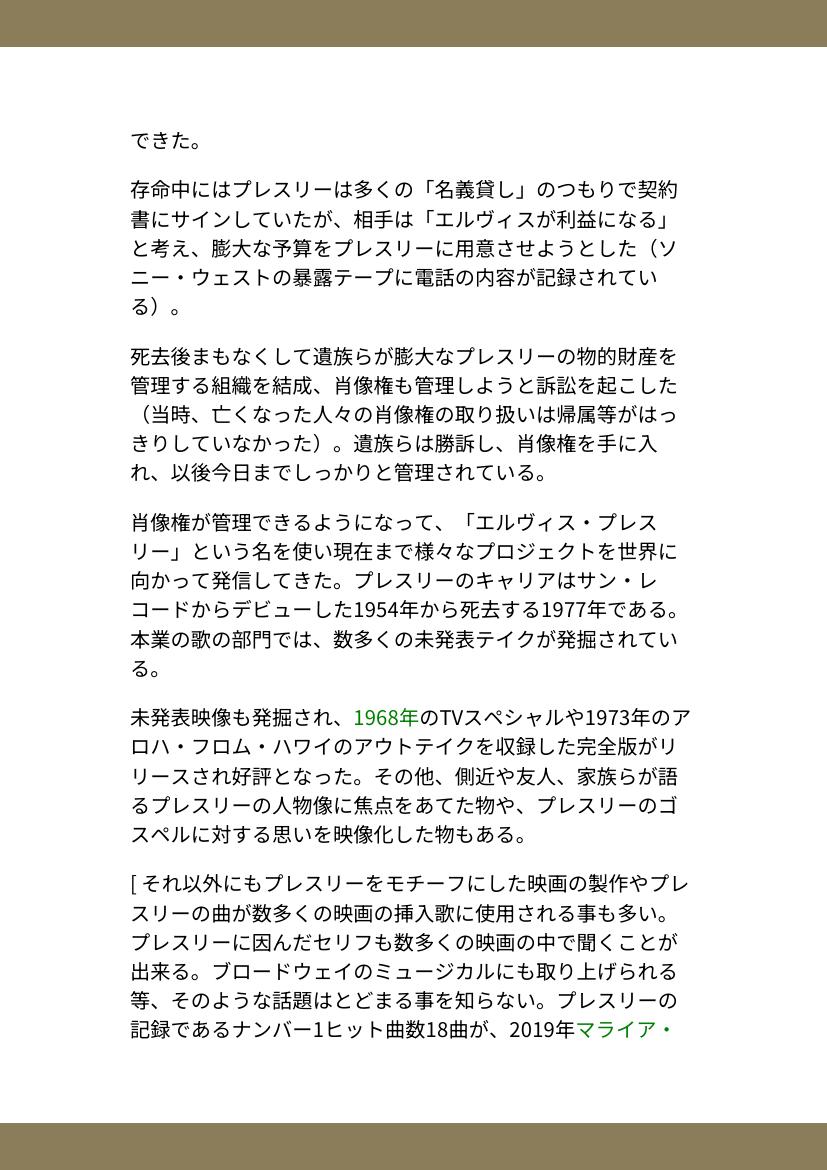 できた。
存命中にはプレスリーは多くの「名義貸し」のつもりで契約
書にサインしていたが、相手は「エルヴィスが利益になる」
と考え、膨大な予算をプレスリーに用意させようとした（ソ
ニー・ウェストの暴露テープに電話の内容が記録されてい
る）。
死去後まもなくして遺族らが膨大なプレスリーの物的財産を
管理する組織を結成、肖像権も管理しようと訴訟を起こした
（当時、亡くなった人々の肖像権の取り扱いは帰属等がはっ
きりしていなかった）。遺族らは勝訴し、肖像権を手に入
れ、以後今日までしっかりと管理されている。
肖像権が管理できるようになって、「エルヴィス・プレス
リー」という名を使い現在まで様々なプロジェクトを世界に
向かって発信してきた。プレスリーのキャリアはサン・レ
コードからデビューした1954年から死去する1977年である。
本業の歌の部門では、数多くの未発表テイクが発掘されてい
る。
未発表映像も発掘され、1968年のTVスペシャルや1973年のア
ロハ・フロム・ハワイのアウトテイクを収録した完全版がリ
リースされ好評となった。その他、側近や友人、家族らが語
るプレスリーの人物像に焦点をあてた物や、プレスリーのゴ
スペルに対する思いを映像化した物もある。
[ それ以外にもプレスリーをモチーフにした映画の製作やプレ
スリーの曲が数多くの映画の挿入歌に使用される事も多い。
プレスリーに因んだセリフも数多くの映画の中で聞くことが
出来る。ブロードウェイのミュージカルにも取り上げられる
等、そのような話題はとどまる事を知らない。プレスリーの
記録であるナンバー1ヒット曲数18曲が、2019年マライア・